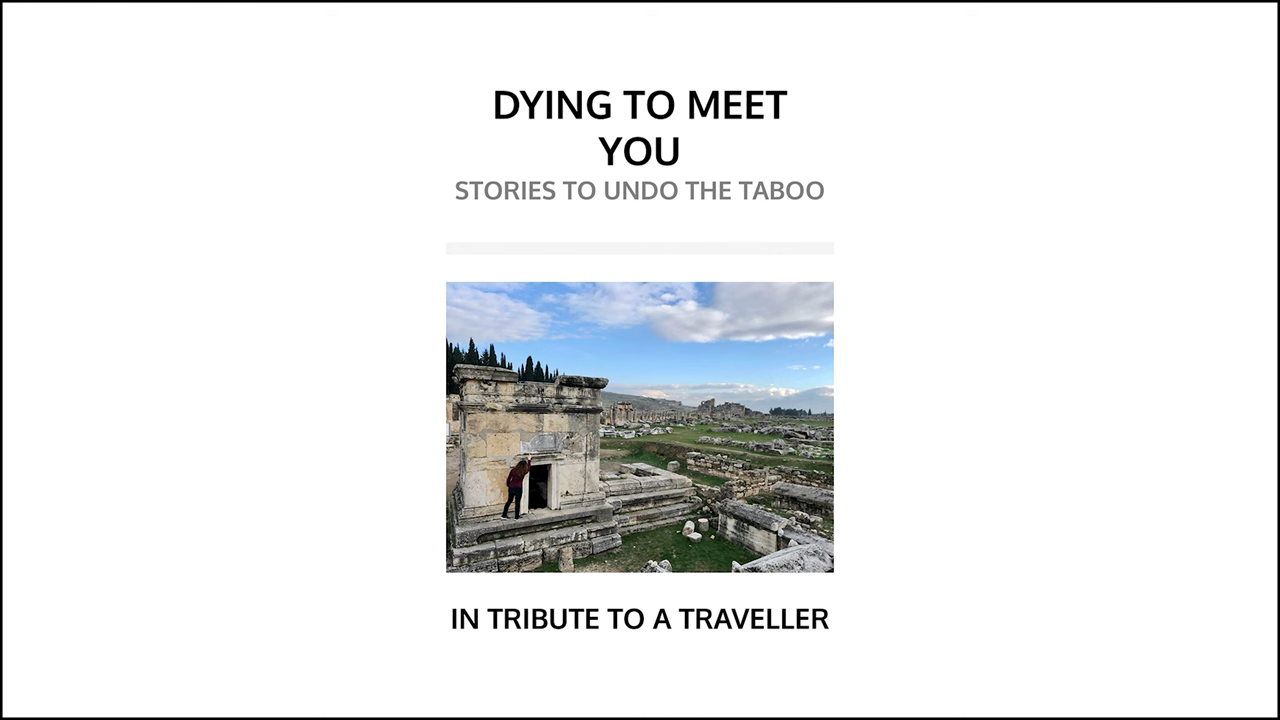 DYING TO MEET
YOU
STORIES TO UNDO THE TABOO
IN TRIBUTE TO A TRAVELLER